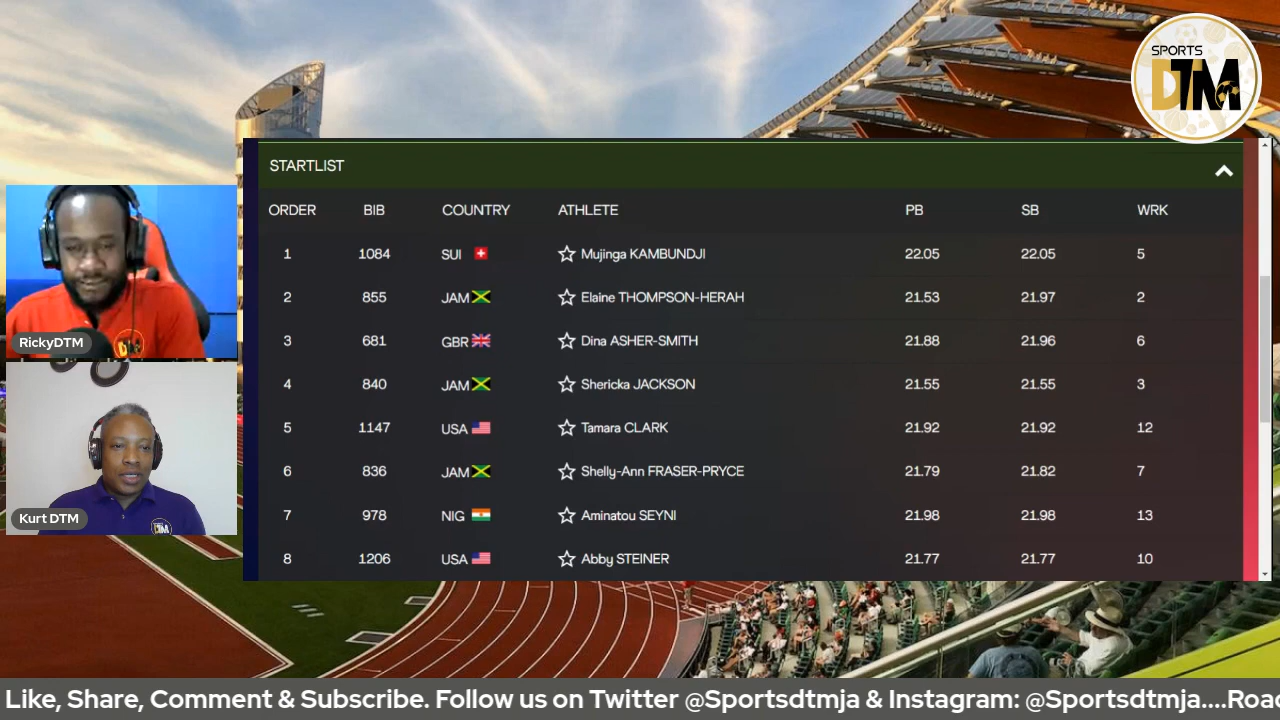 SPORTS
DTM
STARTLIST
ORDER BIB COUNTRY ATHLETE PB SB WRK
1 1084 SUI Mujinga KAMBUNDJI 22.05 22.05 5
2 855 JAM Elaine THOMPSON-HERAH 21.53 21.97 2
3 681 GBR Dina ASHER-SMITH 21.88 21.96 6
4 840 JAM Shericka JACKSON 21.55 21.55 3
5 1147 USA Tamara CLARK 21.92 21.92 12
6 836 JAM Shelly-Ann FRASER-PRYCE 21.79 21.82 7
7 978 NIG Aminatou SEYNI 21.98 21.98 13
8 1206 USA Abby STEINER 21.77 21.77 10
RickyDTM
Kurt DTM
Like, Share, Comment & Subscribe. Follow us on Twitter @Sportsdtmja & Instagram: @Sportsdtmja....Roa